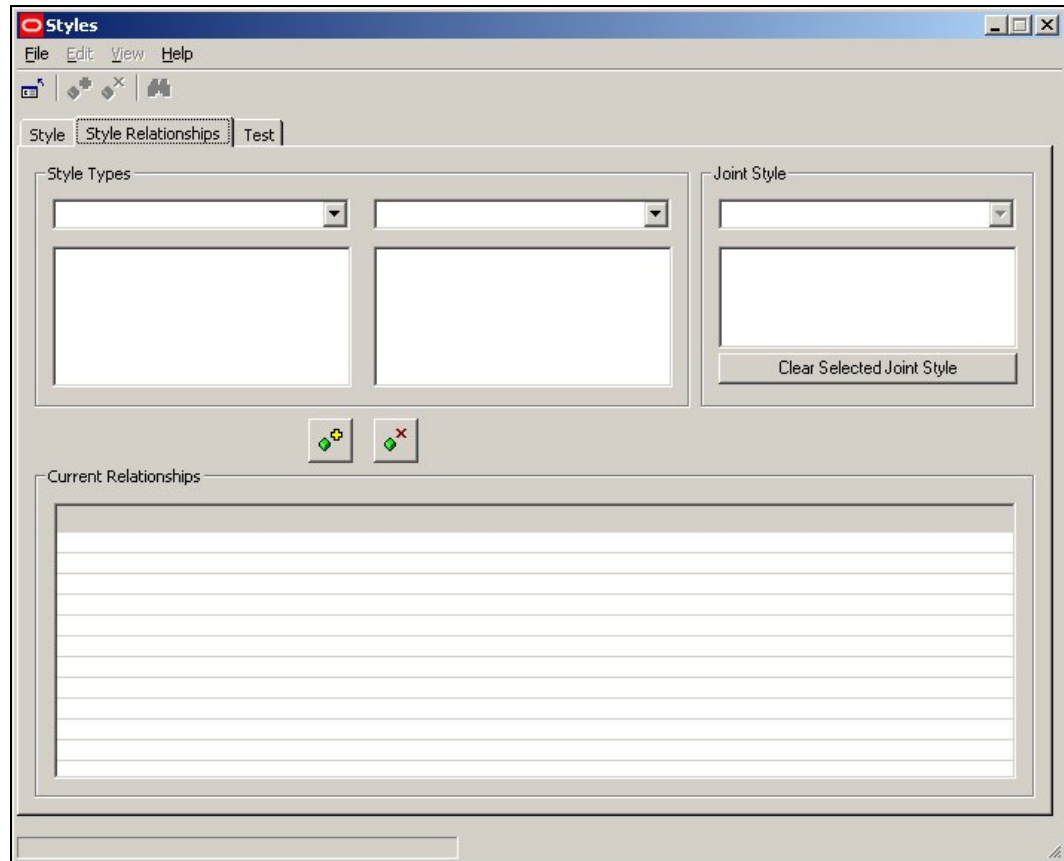 Styles
File Edit View Help
Style Style Relationships Test
Style Types Joint Style
Clear Selected Joint Style
Current Relationships